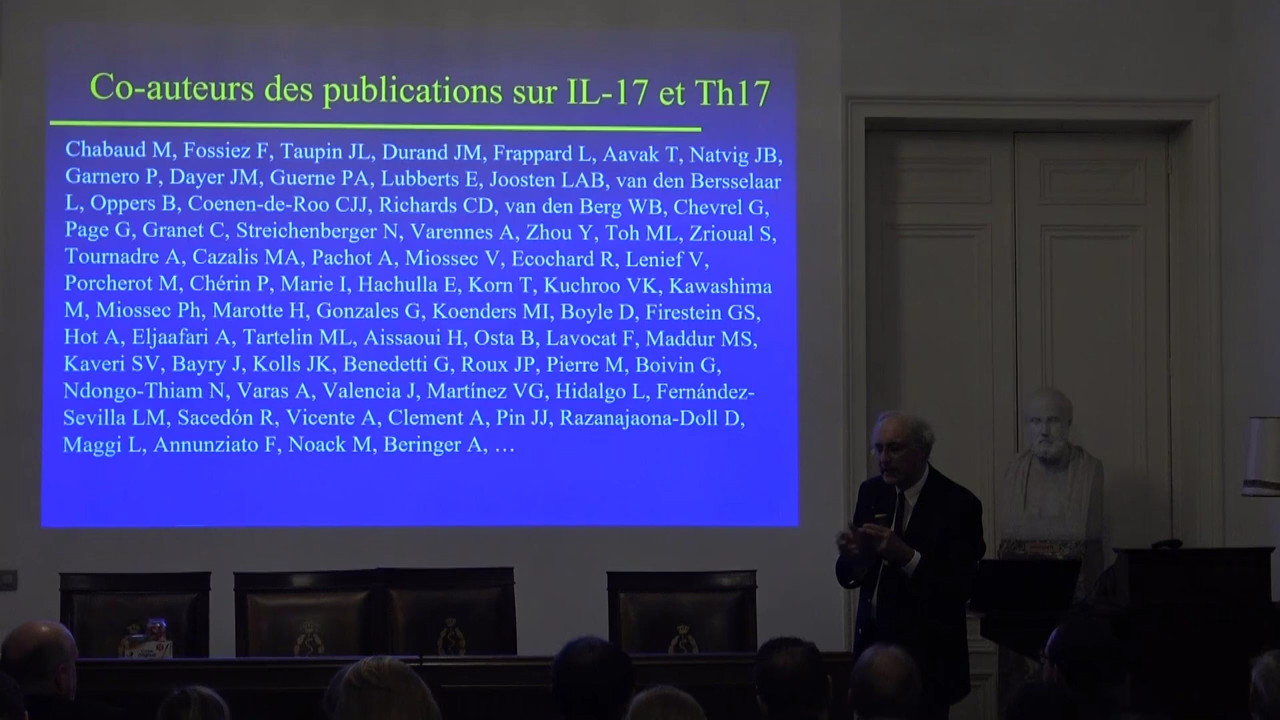 Co-auteurs des publications sur IL-17 et Th17
Chabaud M, Fossiez F, Taupin JL, Durand JM, Frappard L, Aavak T, Natvig JB,
Garnero P, Dayer JM, Guerne PA, Lubberts E, Joosten LAB, van den Bersselaar
L, Oppers B, Coenen-de-Roo CJJ, Richards CD, van den Berg WB, Chevrel G,
Page G, Granet C, Streichenberger N, Varennes A, Zhou Y, Toh ML, Zrioual S,
Tournadre A, Cazalis MA, Pachot A, Miossec V, Ecochard R, Lenief V,
Porcherot M, Chérin P, Marie I, Hachulla E, Korn T, Kuchroo VK, Kawashima
M, Miossec Ph, Marotte H, Gonzales G, Koenders MI, Boyle D, Firestein GS,
Hot A, Eljaafari A, Tartelin ML, Aissaoui H, Osta B, Lavocat F, Maddur MS,
Kaveri SV, Bayry J, Kolls JK, Benedetti G, Roux JP, Pierre M, Boivin G,
Ndongo-Thiam N, Varas A, Valencia J, Martínez VG, Hidalgo L, Fernández-
Sevilla LM, Sacedón R, Vicente A, Clement A, Pin JJ, Razanajaona-Doll D,
Maggi L, Annunziato F, Noack M, Beringer A, …